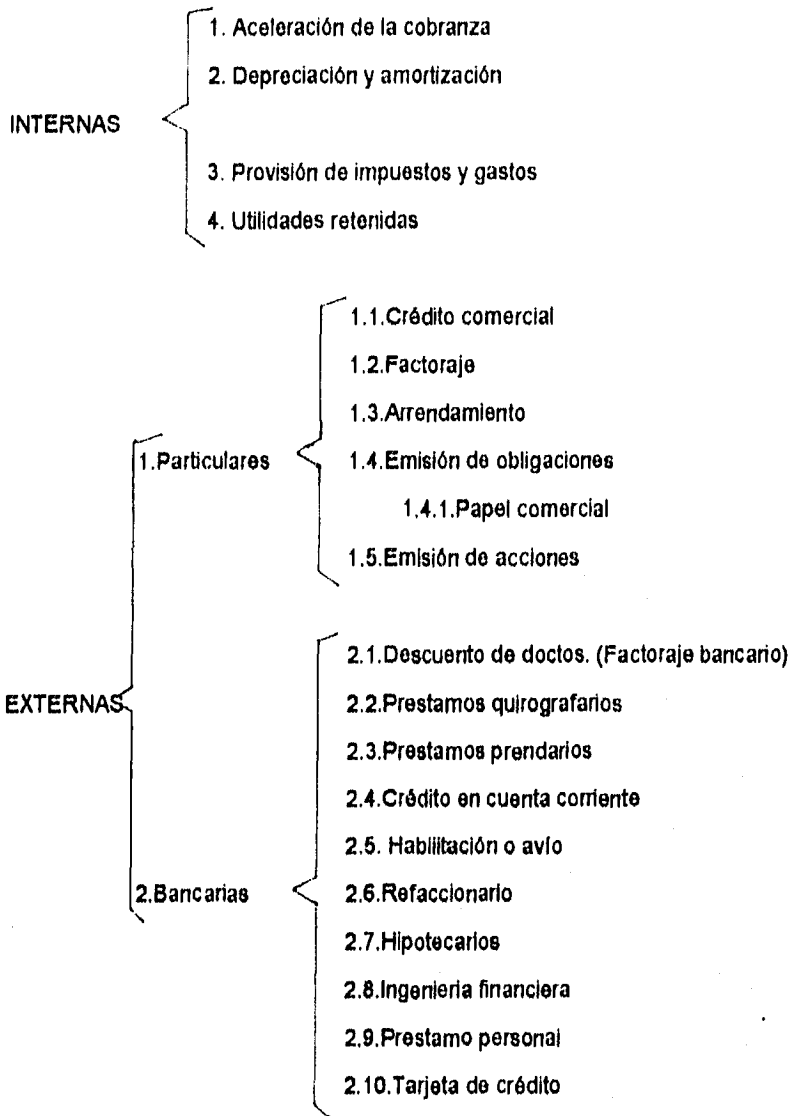 INTERNAS
1. Aceleración de la cobranza
2. Depreciación y amortización
3. Provisión de impuestos y gastos
4. Utilidades retenidas
EXTERNAS
1.Particulares
1.1.Crédito comercial
1.2.Factoraje
1.3.Arrendamiento
1.4.Emisión de obligaciones
1.4.1.Papel comercial
1.5.Emisión de acciones
2.Bancarias
2.1.Descuento de doctos. (Factoraje bancario)
2.2.Prestamos quirografarios
2.3.Prestamos prendarios
2.4.Crédito en cuenta corriente
2.5. Habilitación o avío
2.6.Refaccionario
2.7.Hipotecarios
2.8.Ingenieria financiera
2.9.Prestamo personal
2.10.Tarjeta de crédito